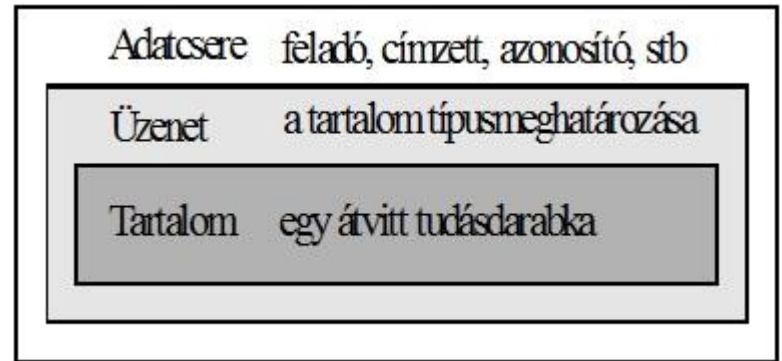 Adatcsere feladó, címzett, azonosító, stb
Üzenet a tartalom típusmeghatározása
Tartalom egy átvitt tudásdarabka